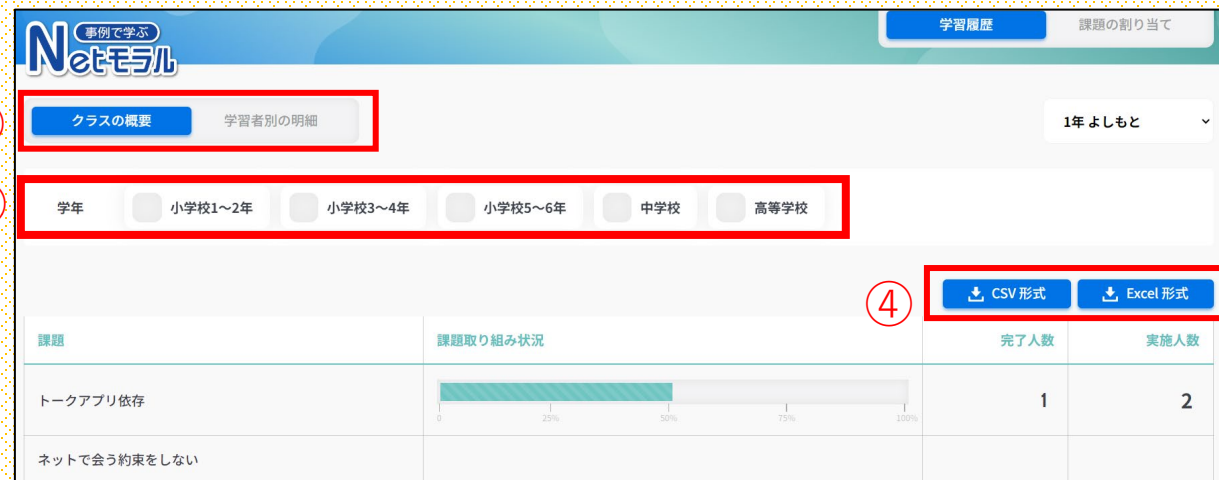 事例で学ぶ
Netモラル
学習履歴 課題の割り当て
クラスの概要 学習者別の明細
1年 よしもと
学年 小学校1～2年 小学校3～4年 小学校5～6年 中学校 高等学校
④ CSV 形式 Excel 形式
課題 課題取り組み状況 完了人数 実施人数
トークアプリ依存 1 2
0 25% 50% 75% 100%
ネットで会う約束をしない